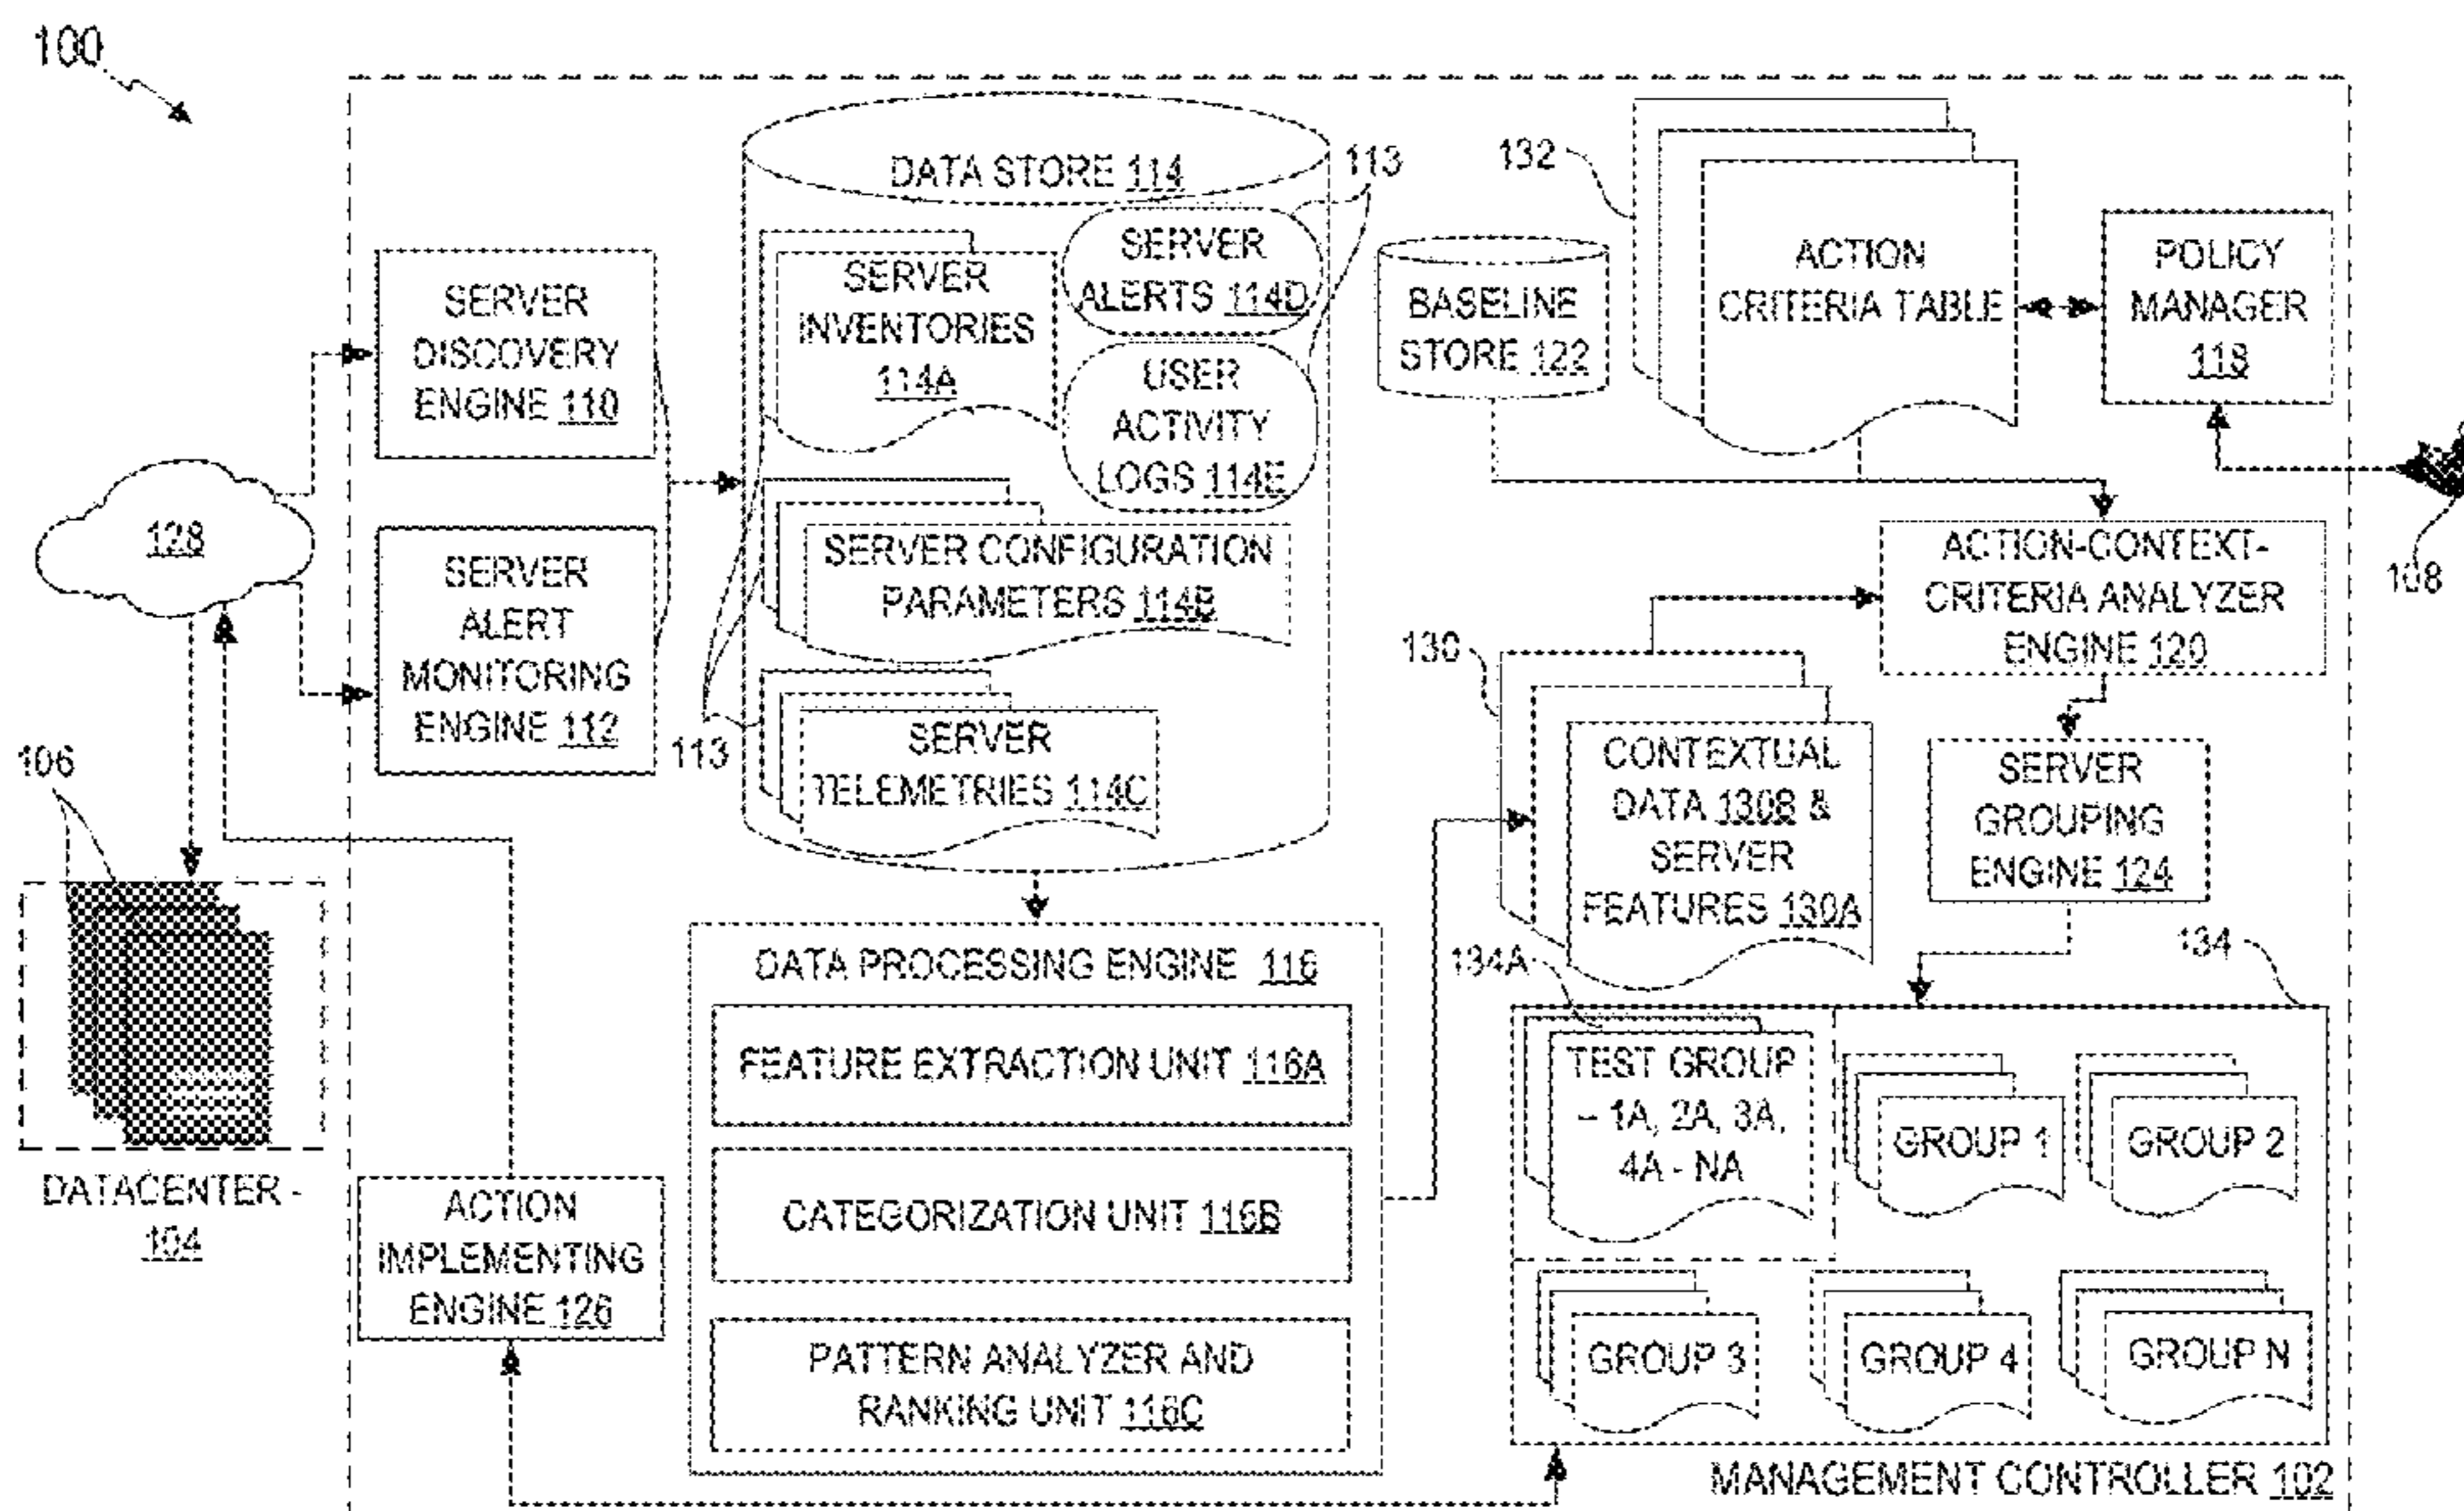 100
DATA STORE 114
113
132
SERVER
DISCOVERY
ENGINE 110
SERVER
INVENTORIES
114A
SERVER
ALERTS 114D
USER
ACTIVITY
LOGS 114E
BASELINE
STORE 122
ACTION
CRITERIA TABLE
POLICY
MANAGER
118
108
128
SERVER
ALERT
MONITORING
ENGINE 112
SERVER CONFIGURATION
PARAMETERS 114B
113
SERVER
TELEMETRIES 114C
ACTION-CONTEXT-
CRITERIA ANALYZER
ENGINE 120
130
CONTEXTUAL
DATA 130B &
SERVER
FEATURES 130A
SERVER
GROUPING
ENGINE 124
106
DATACENTER -
104
DATA PROCESSING ENGINE 116
FEATURE EXTRACTION UNIT 116A
CATEGORIZATION UNIT 116B
PATTERN ANALYZER AND
RANKING UNIT 116C
ACTION
IMPLEMENTING
ENGINE 126
134A
134
TEST GROUP
– 1A, 2A, 3A,
4A - NA
GROUP 1
GROUP 2
GROUP 3
GROUP 4
GROUP N
MANAGEMENT CONTROLLER 102